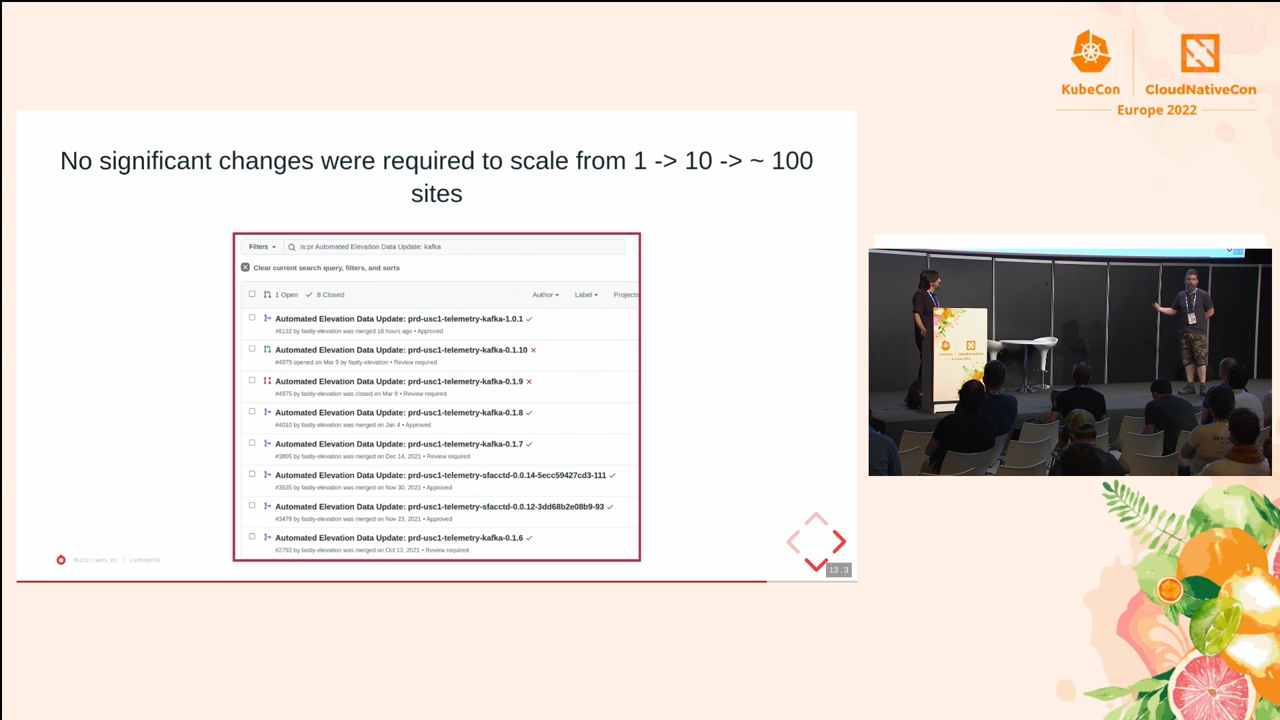 KubeCon
CloudNativeCon
Europe 2022
No significant changes were required to scale from 1 -> 10 -> ~ 100
sites
Filters
is:pr Automated Elevation Data Update: kafka
Clear current search query, filters, and sorts
1 Open 8 Closed Author Label Projects
Automated Elevation Data Update: prd-usc1-telemetry-kafka-1.0.1
#6132 by fastly-elevation was merged 18 hours ago • Approved
Automated Elevation Data Update: prd-usc1-telemetry-kafka-0.1.10
#4979 opened on Mar 9 by fastly-elevation • Review required
Automated Elevation Data Update: prd-usc1-telemetry-kafka-0.1.9
#4975 by fastly-elevation was closed on Mar 9 • Review required
Automated Elevation Data Update: prd-usc1-telemetry-kafka-0.1.8
#4010 by fastly-elevation was merged on Jan 4 • Approved
Automated Elevation Data Update: prd-usc1-telemetry-kafka-0.1.7
#3805 by fastly-elevation was merged on Dec 14, 2021 • Review required
Automated Elevation Data Update: prd-usc1-telemetry-sfacctd-0.0.14-5ecc59427cd3-111
#3535 by fastly-elevation was merged on Nov 30, 2021 • Approved
Automated Elevation Data Update: prd-usc1-telemetry-sfacctd-0.0.12-3dd68b2e08b9-93
#3478 by fastly-elevation was merged on Nov 23, 2021 • Approved
Automated Elevation Data Update: prd-usc1-telemetry-kafka-0.1.6
#2792 by fastly-elevation was merged on Oct 13, 2021 • Review required
©2021 Fastly, Inc. | Confidential
13.3